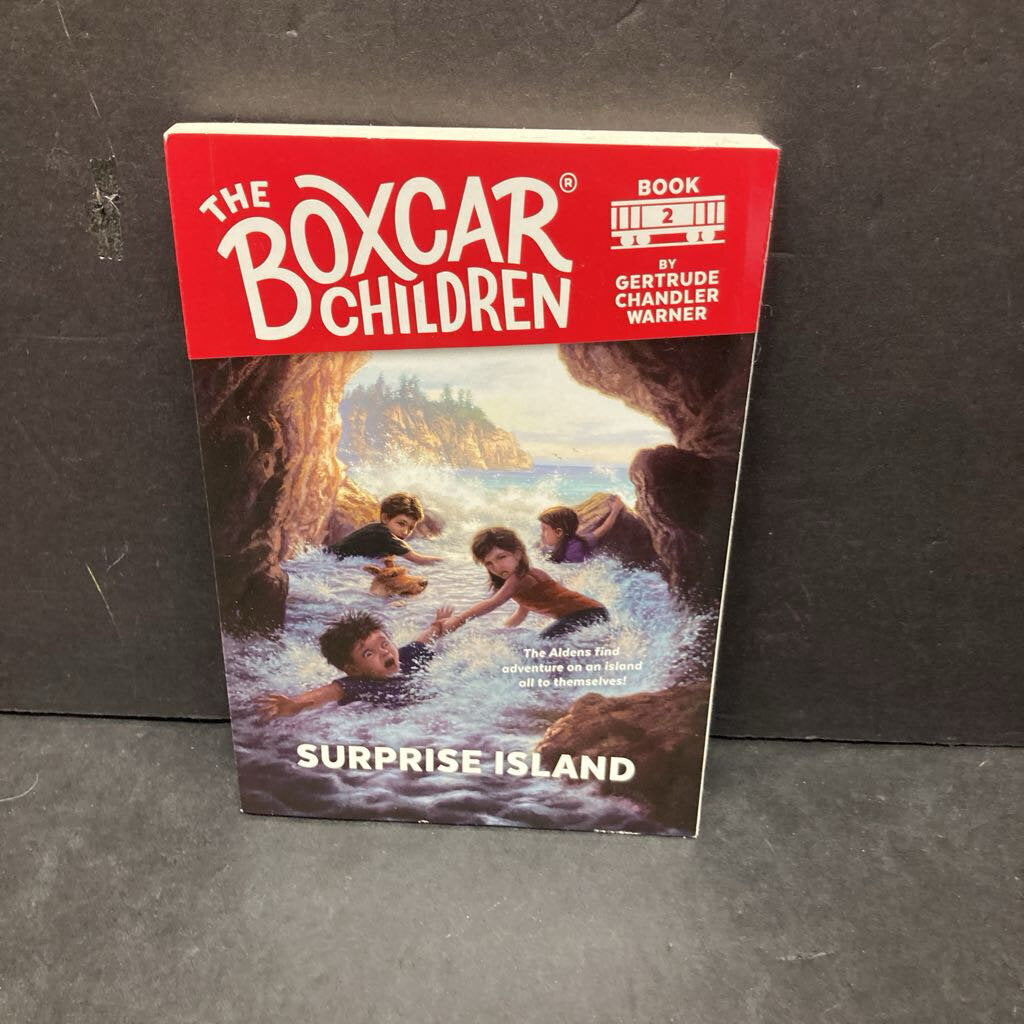 THE
BOXCAR®
CHILDREN
BOOK
2
BY
GERTRUDE
CHANDLER
WARNER
The Aldens find
adventure on an island
all to themselves!
SURPRISE ISLAND